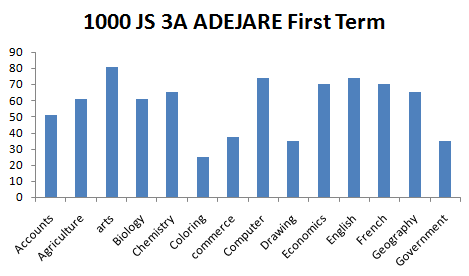 1000 JS 3A ADEJARE First Term
90
80
70
60
50
40
30
20
10
0
Accounts
Agriculture
arts
Biology
Chemistry
Coloring
commerce
Computer
Drawing
Economics
English
French
Geography
Government